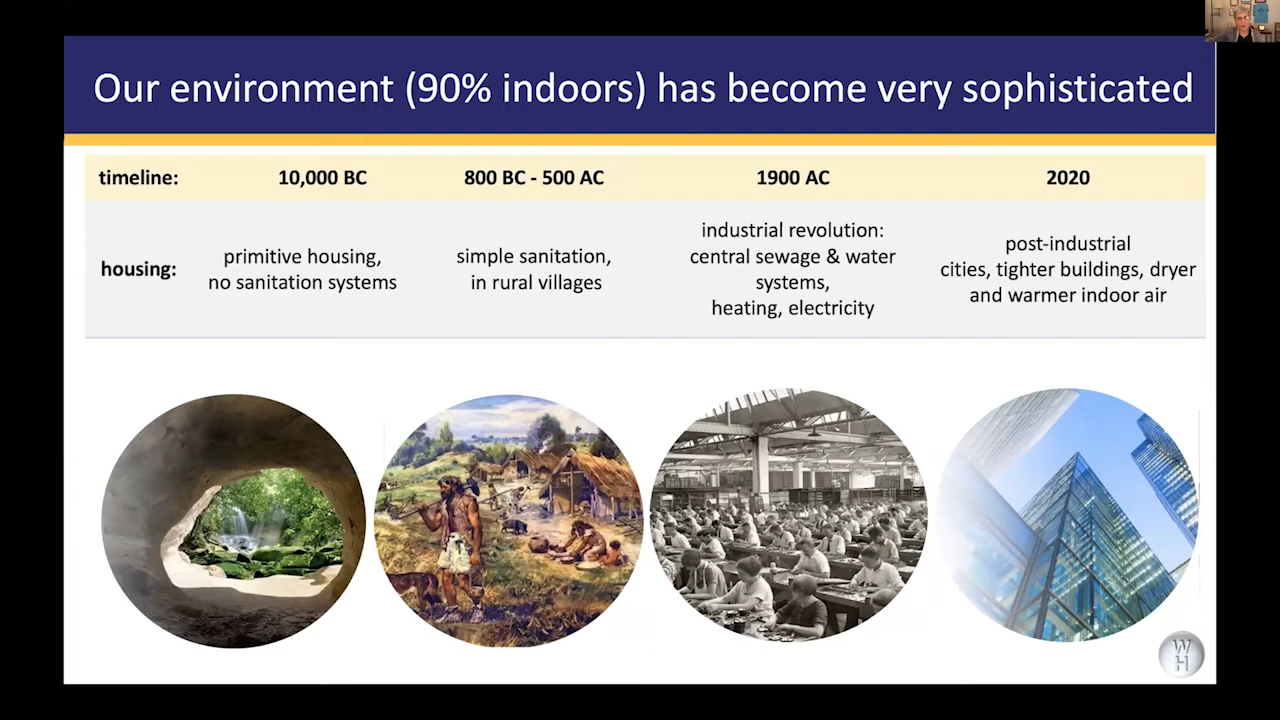 Our environment (90% indoors) has become very sophisticated
timeline:
10,000 BC
800 BC - 500 AC
1900 AC
2020
housing:
primitive housing,
no sanitation systems
simple sanitation,
in rural villages
industrial revolution:
central sewage & water
systems,
heating, electricity
post-industrial
cities, tighter buildings, dryer
and warmer indoor air
W
H